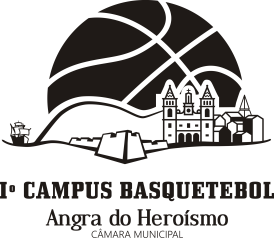 Iº CAMPUS BASQUETEBOL
Angra do Heroísmo
CÂMARA MUNICIPAL